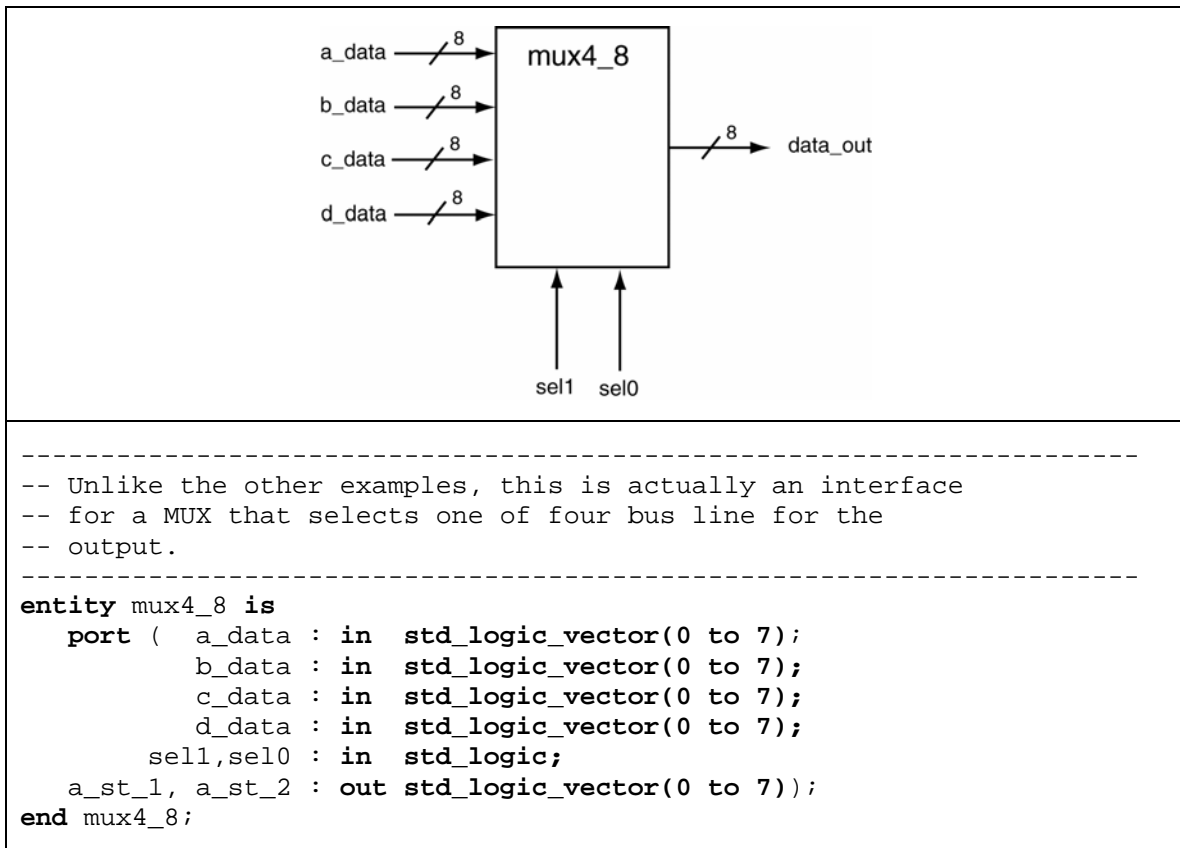 a_data 8
mux4_8
b_data 8
c_data 8
8 data_out
d_data 8
sel1 sel0
----------------------------------------------------------------------
-- Unlike the other examples, this is actually an interface
-- for a MUX that selects one of four bus line for the
-- output.
----------------------------------------------------------------------
entity mux4_8 is
port ( a_data : in std_logic_vector(0 to 7);
b_data : in std_logic_vector(0 to 7);
c_data : in std_logic_vector(0 to 7);
d_data : in std_logic_vector(0 to 7);
sel1,sel0 : in std_logic;
a_st_1, a_st_2 : out std_logic_vector(0 to 7));
end mux4_8;